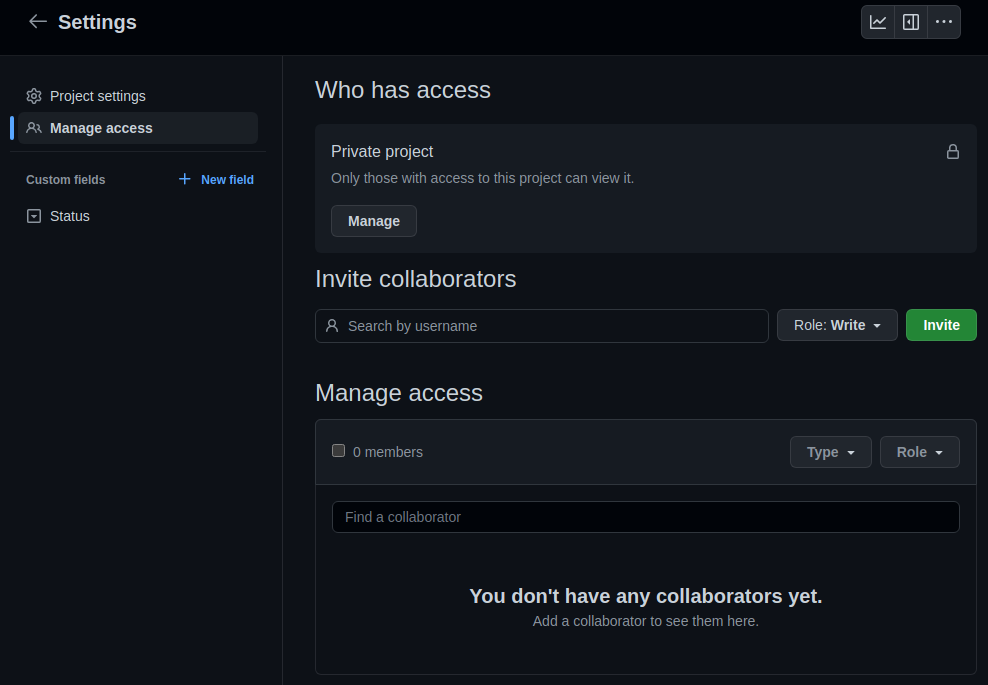 Settings
Project settings
Manage access
Custom fields
New field
Status
Who has access
Private project
Only those with access to this project can view it.
Manage
Invite collaborators
Search by username
Role: Write
Invite
Manage access
0 members
Type
Role
Find a collaborator
You don't have any collaborators yet.
Add a collaborator to see them here.